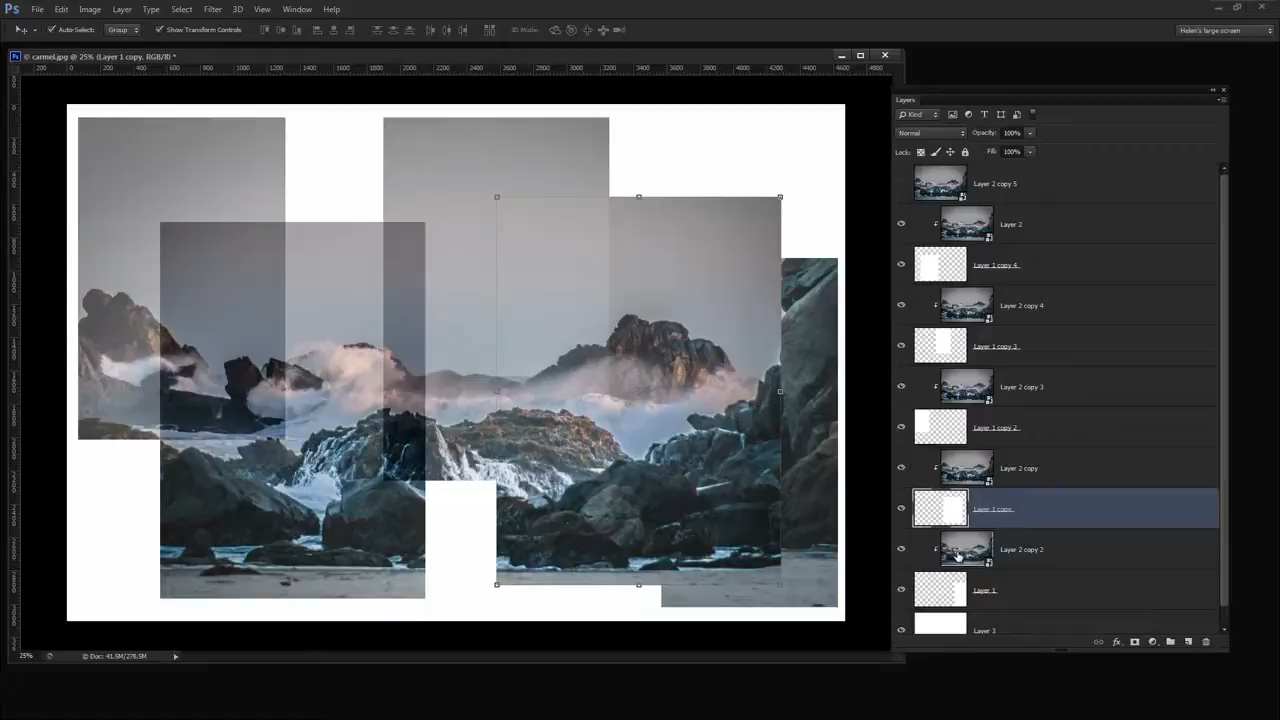 Ps File Edit Image Layer Type Select Filter 3D View Window Help
Auto-Select: Group Show Transform Controls 3D Mode: Helen's large screen
Ps © carmel.jpg @ 25% (Layer 1 copy, RGB/8) *
200 0 200 400 600 800 1000 1200 1400 1600 1800 2000 2200 2400 2600 2800 3000 3200 3400 3600 3800 4000 4200 4400 4600 4800
Layers
Kind
Normal Opacity: 100%
Lock: Fill: 100%
Layer 2 copy 5
Layer 2
Layer 1 copy 4
Layer 2 copy 4
Layer 1 copy 3
Layer 2 copy 3
Layer 1 copy 2
Layer 2 copy
Layer 1 copy
Layer 2 copy 2
Layer 1
Layer 3
fx
25% © Doc: 41.5M/278.5M